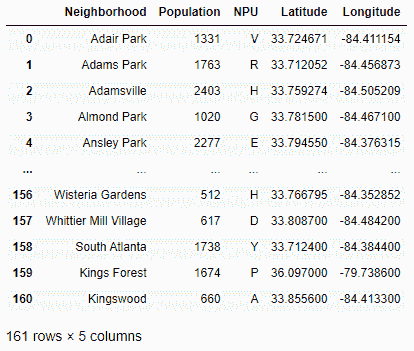 Neighborhood Population NPU Latitude Longitude
0 Adair Park 1331 V 33.724671 -84.411154
1 Adams Park 1763 R 33.712052 -84.456873
2 Adamsville 2403 H 33.759274 -84.505209
3 Almond Park 1020 G 33.781500 -84.467100
4 Ansley Park 2277 E 33.794550 -84.376315
... ... ... ... ... ...
156 Wisteria Gardens 512 H 33.766795 -84.352852
157 Whittier Mill Village 617 D 33.808700 -84.484200
158 South Atlanta 1738 Y 33.712400 -84.384400
159 Kings Forest 1674 P 36.097000 -79.738600
160 Kingswood 660 A 33.855600 -84.413300
161 rows × 5 columns